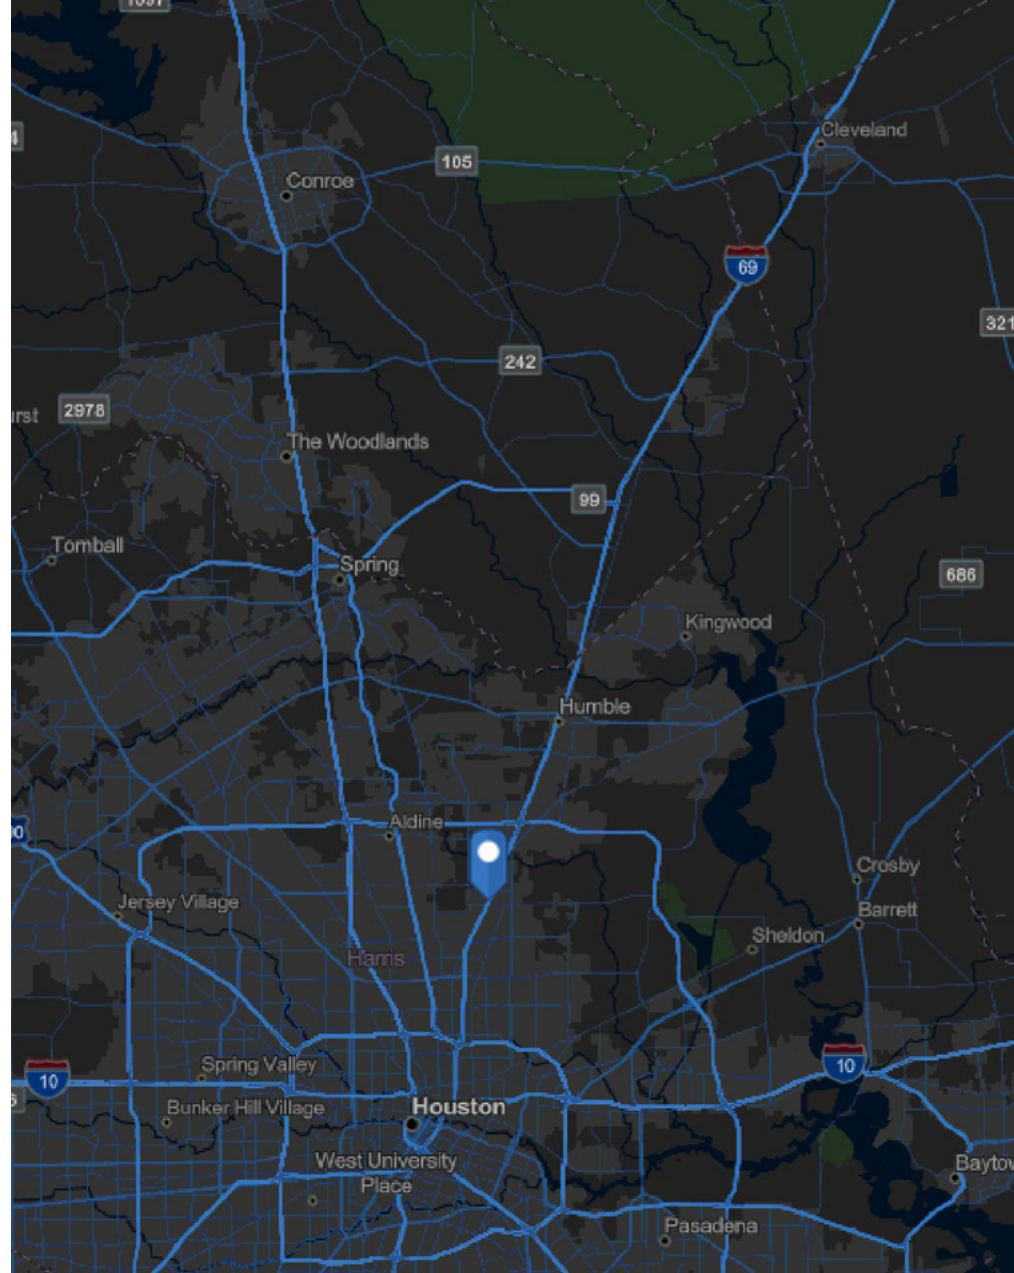 1097
Cleveland
105
Conroe
69
321
242
2978
The Woodlands
99
Tomball
Spring
686
Kingwood
Humble
Aldine
Crosby
Jersey Village
Barrett
Sheldon
Harris
10
Spring Valley
10
Bunker Hill Village
Houston
West University
Place
Pasadena